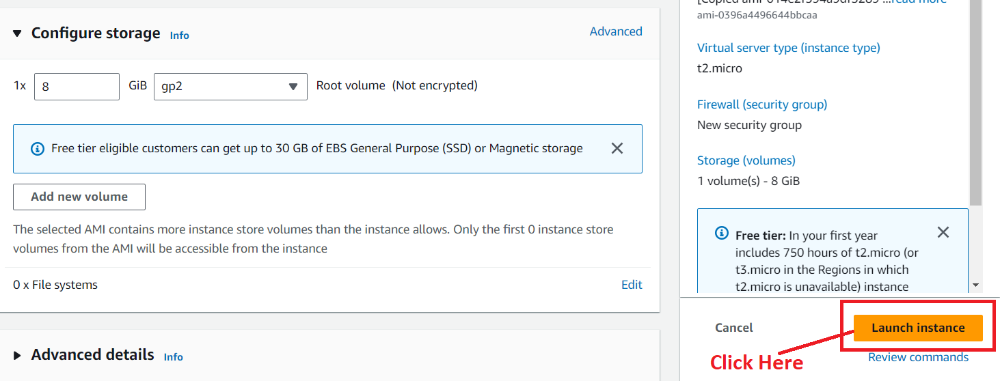 Configure storage Info
Advanced
1x 8 GiB gp2 Root volume (Not encrypted)
Free tier eligible customers can get up to 30 GB of EBS General Purpose (SSD) or Magnetic storage
Add new volume
The selected AMI contains more instance store volumes than the instance allows. Only the first 0 instance store
volumes from the AMI will be accessible from the instance
0 x File systems
Edit
Advanced details Info
ami-0396a4496644bbcaa
Virtual server type (instance type)
t2.micro
Firewall (security group)
New security group
Storage (volumes)
1 volume(s) - 8 GiB
Free tier: In your first year
includes 750 hours of t2.micro (or
t3.micro in the Regions in which
t2.micro is unavailable) instance
Cancel
Launch instance
Click Here
Review commands